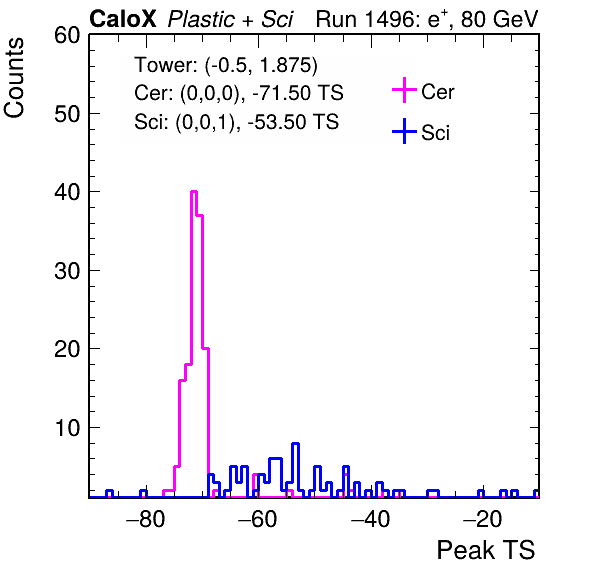 CaloX Plastic + Sci Run 1496: e⁺, 80 GeV
Counts
60
50
40
30
20
10
Tower: (-0.5, 1.875)
Cer: (0,0,0), -71.50 TS
Sci: (0,0,1), -53.50 TS
Cer
Sci
−80 −60 −40 −20
Peak TS